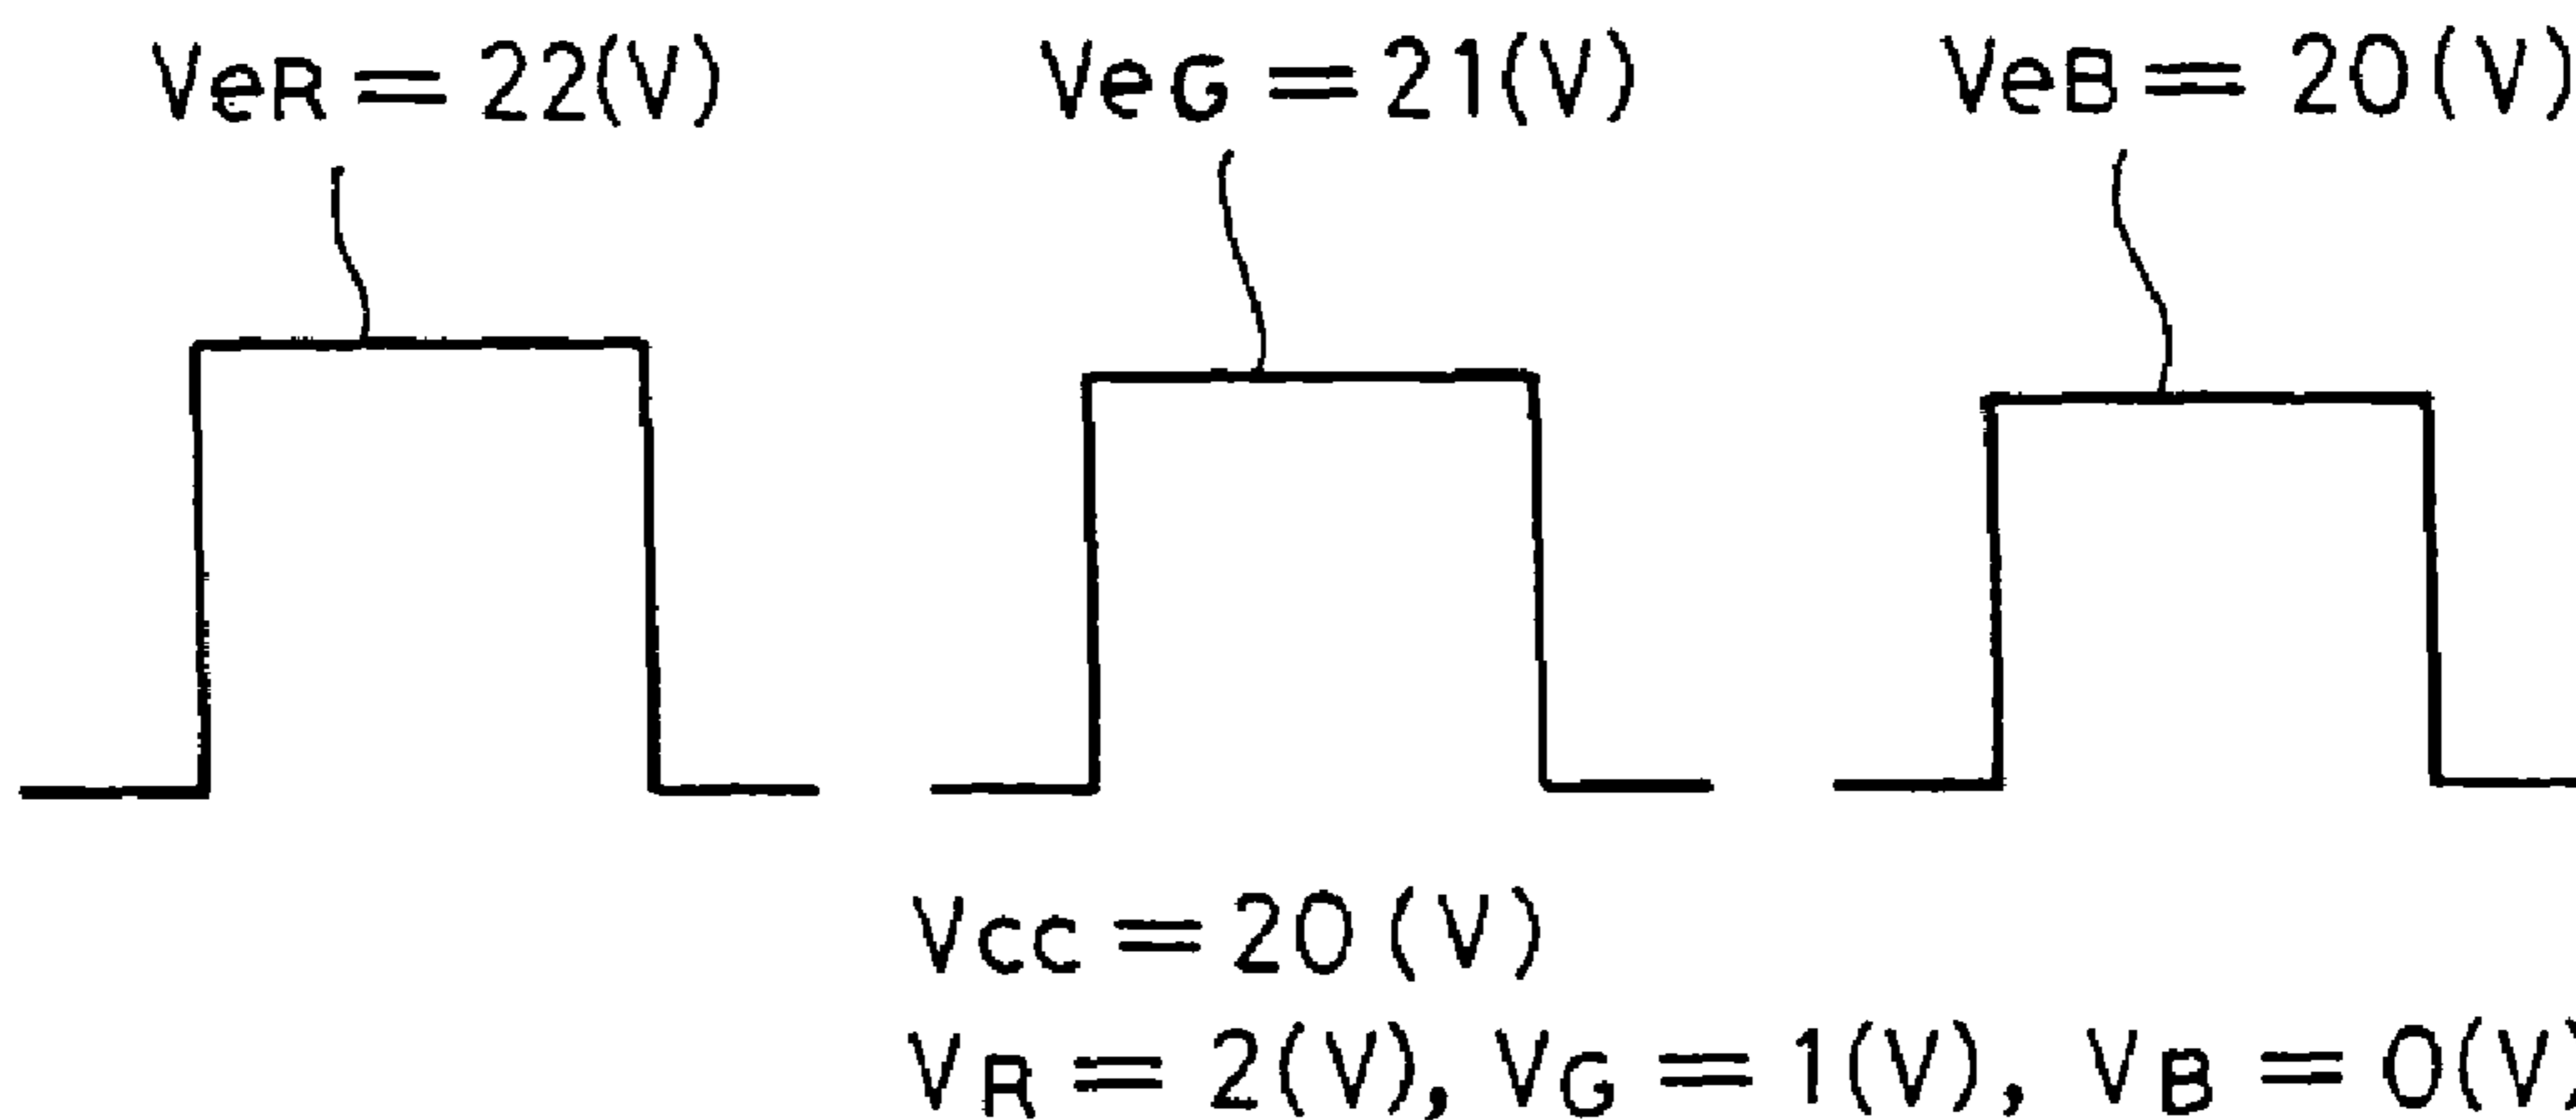 VeR = 22(V) VeG = 21(V) VeB = 20(V)
Vcc = 20(V)
VR = 2(V), VG = 1(V), VB = 0(V)